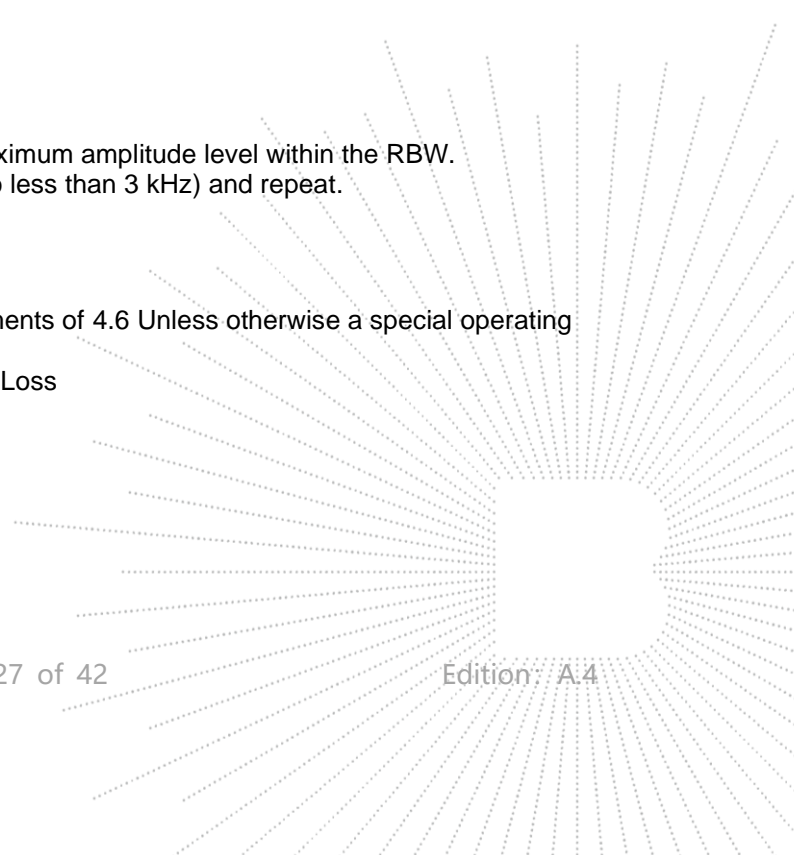 ximum amplitude level within the RBW.
less than 3 kHz) and repeat.
ents of 4.6 Unless otherwise a special operating
Loss
27 of 42
Edition: A.4